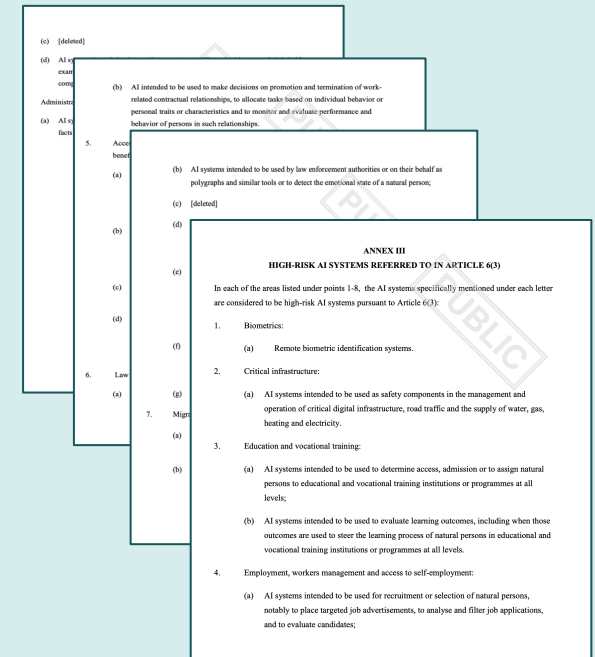 (c) [deleted]
(d) AI
exam
comp
Administra
(a) AI sy
facts
(b) AI intended to be used to make decisions on promotion and termination of work-
related contractual relationships, to allocate tasks based on individual behavior or
personal traits or characteristics and to monitor and evaluate performance and
behavior of persons in such relationships.
5. Acce
benef
(a)
(b)
(c)
(d)
6. Law
(a)
(b) AI systems intended to be used by law enforcement authorities or on their behalf as
polygraphs and similar tools or to detect the emotional state of a natural person;
(c) [deleted]
(d)
(e)
(f)
(g)
7. Migra
(a)
(b)
ANNEX III
HIGH-RISK AI SYSTEMS REFERRED TO IN ARTICLE 6(3)
In each of the areas listed under points 1-8, the AI systems specifically mentioned under each letter
are considered to be high-risk AI systems pursuant to Article 6(3):
1. Biometrics:
(a) Remote biometric identification systems.
2. Critical infrastructure:
(a) AI systems intended to be used as safety components in the management and
operation of critical digital infrastructure, road traffic and the supply of water, gas,
heating and electricity.
3. Education and vocational training:
(a) AI systems intended to be used to determine access, admission or to assign natural
persons to educational and vocational training institutions or programmes at all
levels;
(b) AI systems intended to be used to evaluate learning outcomes, including when those
outcomes are used to steer the learning process of natural persons in educational and
vocational training institutions or programmes at all levels.
4. Employment, workers management and access to self-employment:
(a) AI systems intended to be used for recruitment or selection of natural persons,
notably to place targeted job advertisements, to analyse and filter job applications,
and to evaluate candidates;
PUBLIC